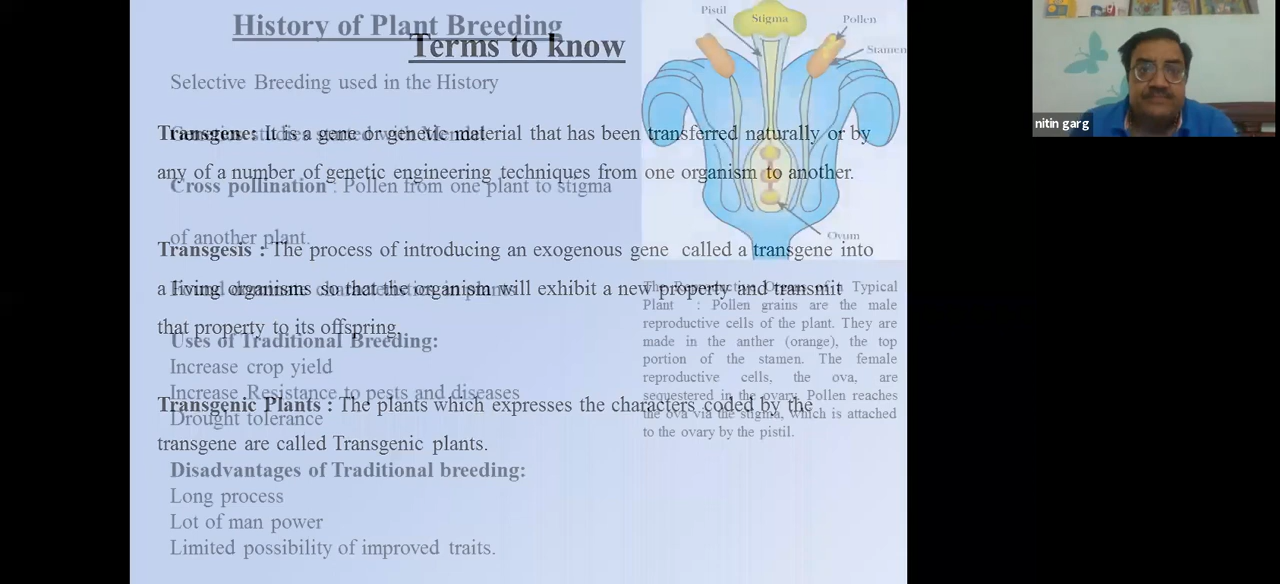 History of Plant Breeding
Terms to know
Selective Breeding used in the History
Transgene: It is a gene or genetic material that has been transferred naturally or by
any of a number of genetic engineering techniques from one organism to another.
Cross pollination : Pollen from one plant to stigma
of another plant.
Transgesis : The process of introducing an exogenous gene called a transgene into
a living organisms so that the organism will exhibit a new property and transmit
that property to its offspring.
Uses of Traditional Breeding:
Increase crop yield
Increase Resistance to pests and diseases
Transgenic Plants : The plants which expresses the characters coded by the
Drought tolerance
transgene are called Transgenic plants.
Disadvantages of Traditional breeding:
Long process
Lot of man power
Limited possibility of improved traits.
Pistil
Stigma
Pollen
Stamen
Ovum
The Reproductive Organs of a Typical
Plant : Pollen grains are the male
reproductive cells of the plant. They are
made in the anther (orange), the top
portion of the stamen. The female
reproductive cells, the ova, are
sequestered in the ovary. Pollen reaches
the ova via the stigma, which is attached
to the ovary by the pistil.
nitin garg